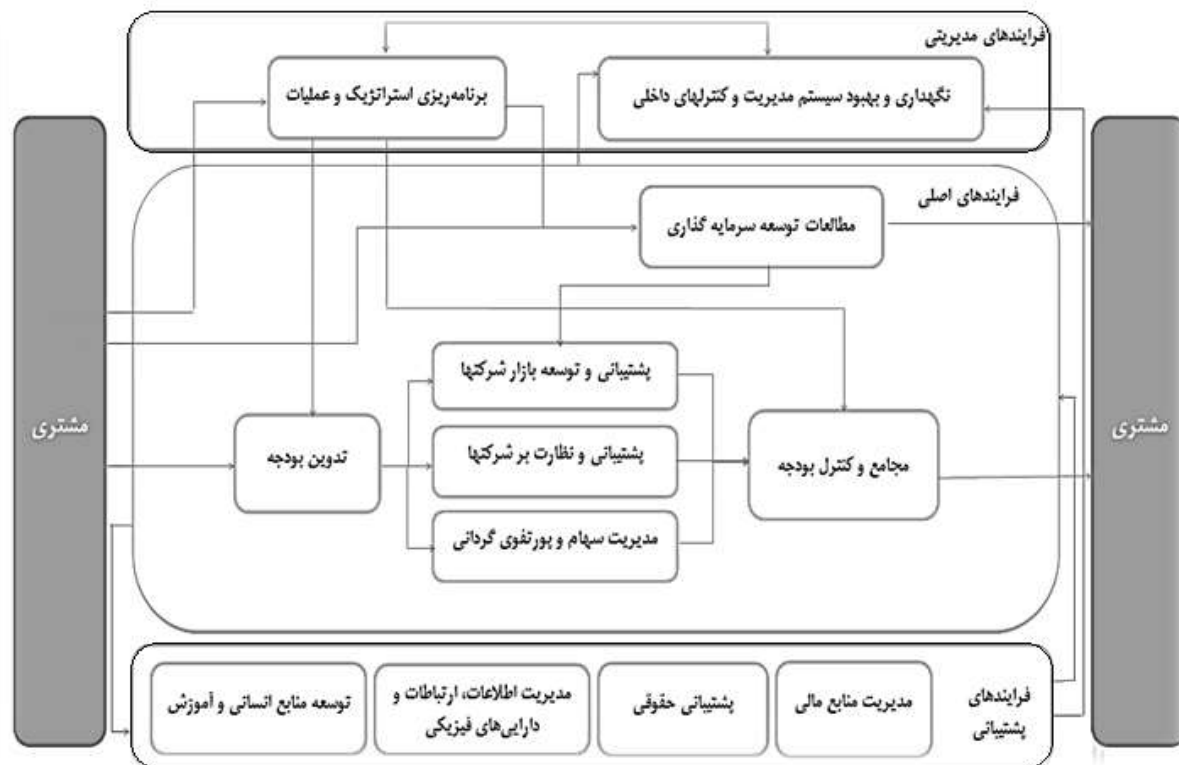 فرایندهای مدیریتی
برنامه‌ریزی استراتژیک و عملیات
نگهداری و بهبود سیستم مدیریت و کنترلهای داخلی
مشتری
مشتری
فرایندهای اصلی
مطالعات توسعه سرمایه گذاری
پشتیبانی و توسعه بازار شرکتها
تدوین بودجه
پشتیبانی و نظارت بر شرکتها
مجامع و کنترل بودجه
مدیریت سهام و پورتفوی گردانی
فرایندهای
پشتیبانی
مدیریت منابع مالی
پشتیبانی حقوقی
مدیریت اطلاعات، ارتباطات و
دارایی‌های فیزیکی
توسعه منابع انسانی و آموزش